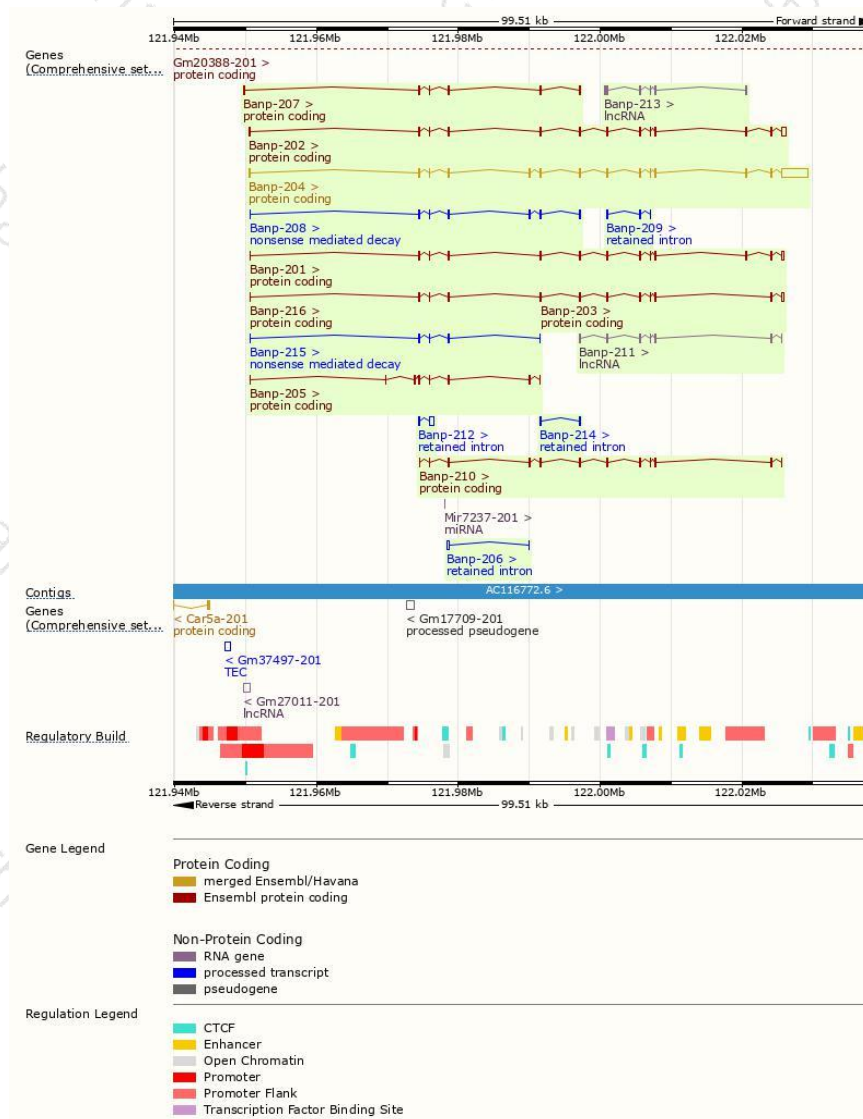 99.51 kb
Forward strand
121.94Mb 121.96Mb 121.98Mb 122.00Mb 122.02Mb
Genes
(Comprehensive set...
Gm20388-201 >
protein coding
Banp-207 >
protein coding
Banp-213 >
lncRNA
Banp-202 >
protein coding
Banp-204 >
protein coding
Banp-208 >
nonsense mediated decay
Banp-209 >
retained intron
Banp-201 >
protein coding
Banp-216 >
protein coding
Banp-203 >
protein coding
Banp-215 >
nonsense mediated decay
Banp-211 >
lncRNA
Banp-205 >
protein coding
Banp-212 >
retained intron
Banp-214 >
retained intron
Banp-210 >
protein coding
Mir7237-201 >
miRNA
Banp-206 >
retained intron
Contigs
AC116772.6 >
Genes
(Comprehensive set...
< Car5a-201
protein coding
< Gm17709-201
processed pseudogene
< Gm37497-201
TEC
< Gm27011-201
lncRNA
Regulatory Build
121.94Mb 121.96Mb 121.98Mb 122.00Mb 122.02Mb
Reverse strand
99.51 kb
Gene Legend
Protein Coding
merged Ensembl/Havana
Ensembl protein coding
Non-Protein Coding
RNA gene
processed transcript
pseudogene
Regulation Legend
CTCF
Enhancer
Open Chromatin
Promoter
Promoter Flank
Transcription Factor Binding Site